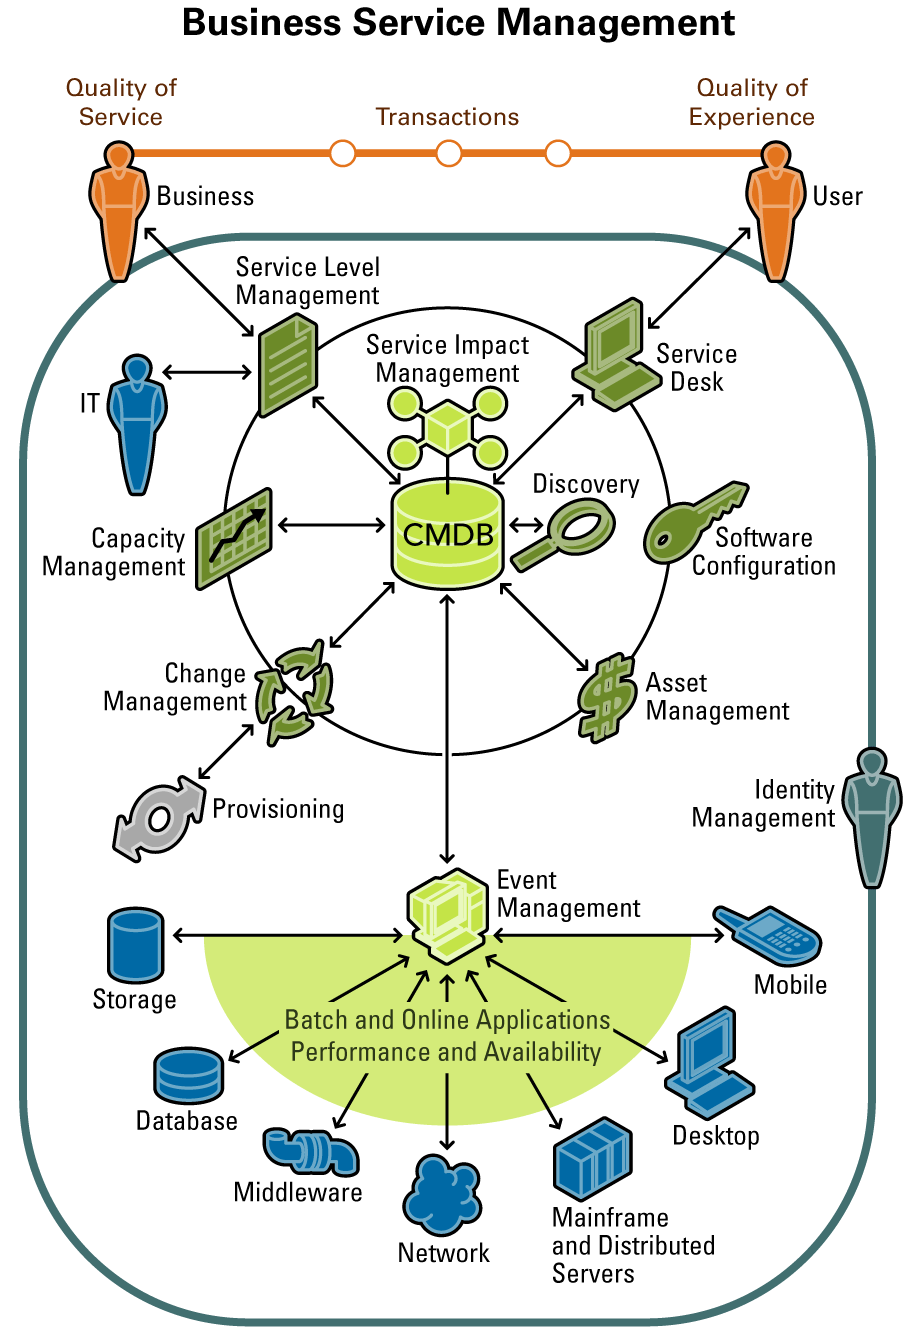 Business Service Management
Quality of
Service
Transactions
Quality of
Experience
Business
User
Service Level
Management
Service Impact
Management
Service
Desk
IT
Discovery
CMDB
Capacity
Management
Software
Configuration
Change
Management
Asset
Management
Provisioning
Identity
Management
Event
Management
Storage
Mobile
Batch and Online Applications
Performance and Availability
Database
Desktop
Middleware
Network
Mainframe
and Distributed
Servers